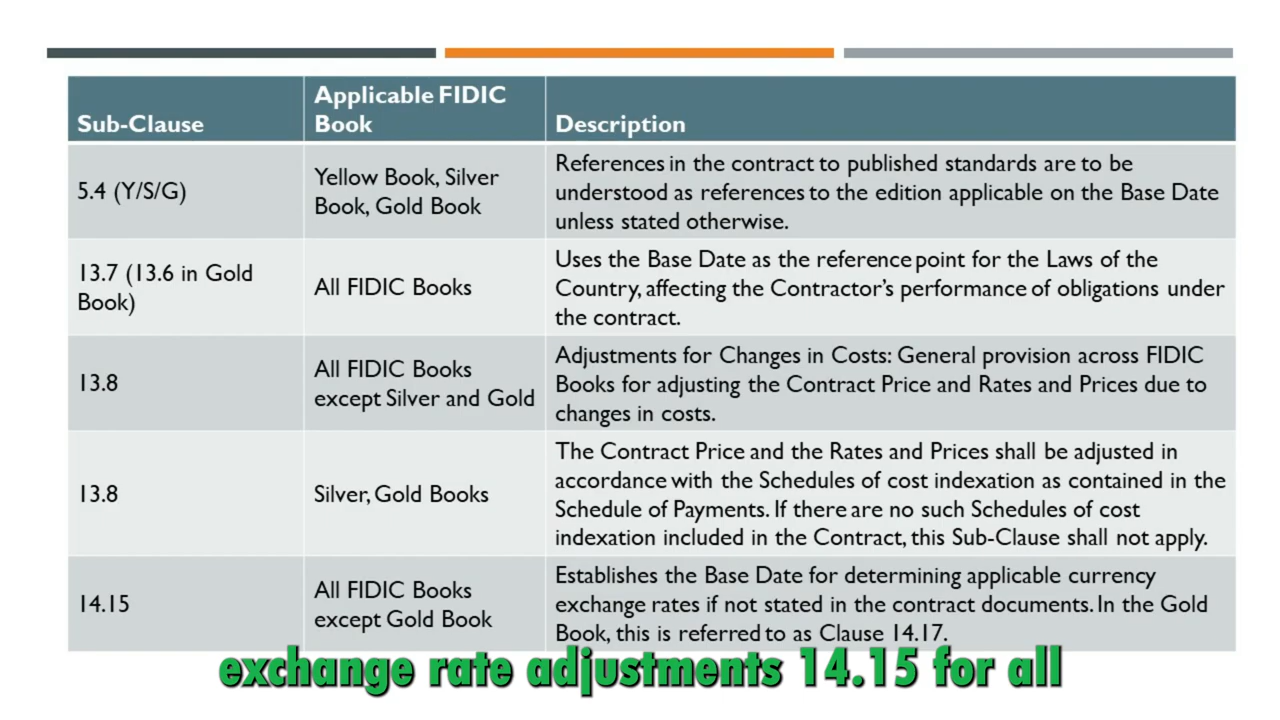 Sub-Clause
Applicable FIDIC
Book
Description
5.4 (Y/S/G)
Yellow Book, Silver
Book, Gold Book
References in the contract to published standards are to be
understood as references to the edition applicable on the Base Date
unless stated otherwise.
13.7 (13.6 in Gold
Book)
All FIDIC Books
Uses the Base Date as the reference point for the Laws of the
Country, affecting the Contractor's performance of obligations under
the contract.
13.8
All FIDIC Books
except Silver and Gold
Adjustments for Changes in Costs: General provision across FIDIC
Books for adjusting the Contract Price and Rates and Prices due to
changes in costs.
13.8
Silver, Gold Books
The Contract Price and the Rates and Prices shall be adjusted in
accordance with the Schedules of cost indexation as contained in the
Schedule of Payments. If there are no such Schedules of cost
indexation included in the Contract, this Sub-Clause shall not apply.
14.15
All FIDIC Books
except Gold Book
Establishes the Base Date for determining applicable currency
exchange rates if not stated in the contract documents. In the Gold
Book, this is referred to as Clause 14.17.
exchange rate adjustments 14.15 for all